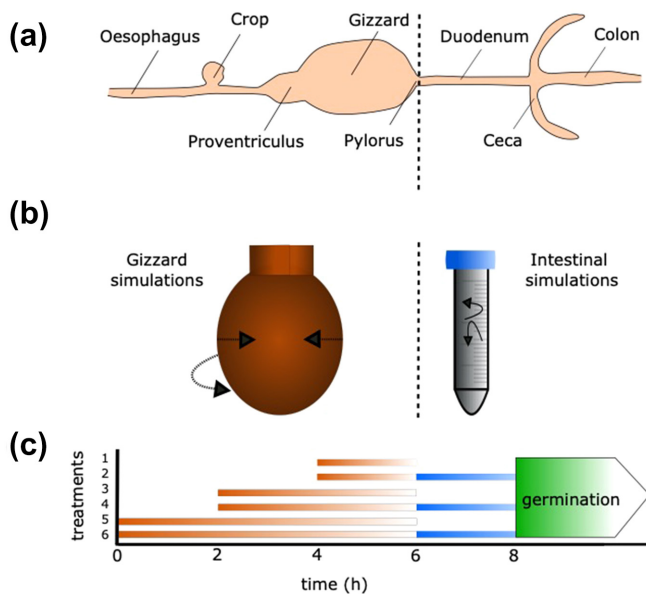 (a)
Oesophagus
Crop
Gizzard
Duodenum
Colon
Proventriculus
Pylorus
Ceca
(b)
Gizzard
simulations
Intestinal
simulations
(c)
treatments
1
2
3
4
5
6
germination
0 2 4 6 8
time (h)